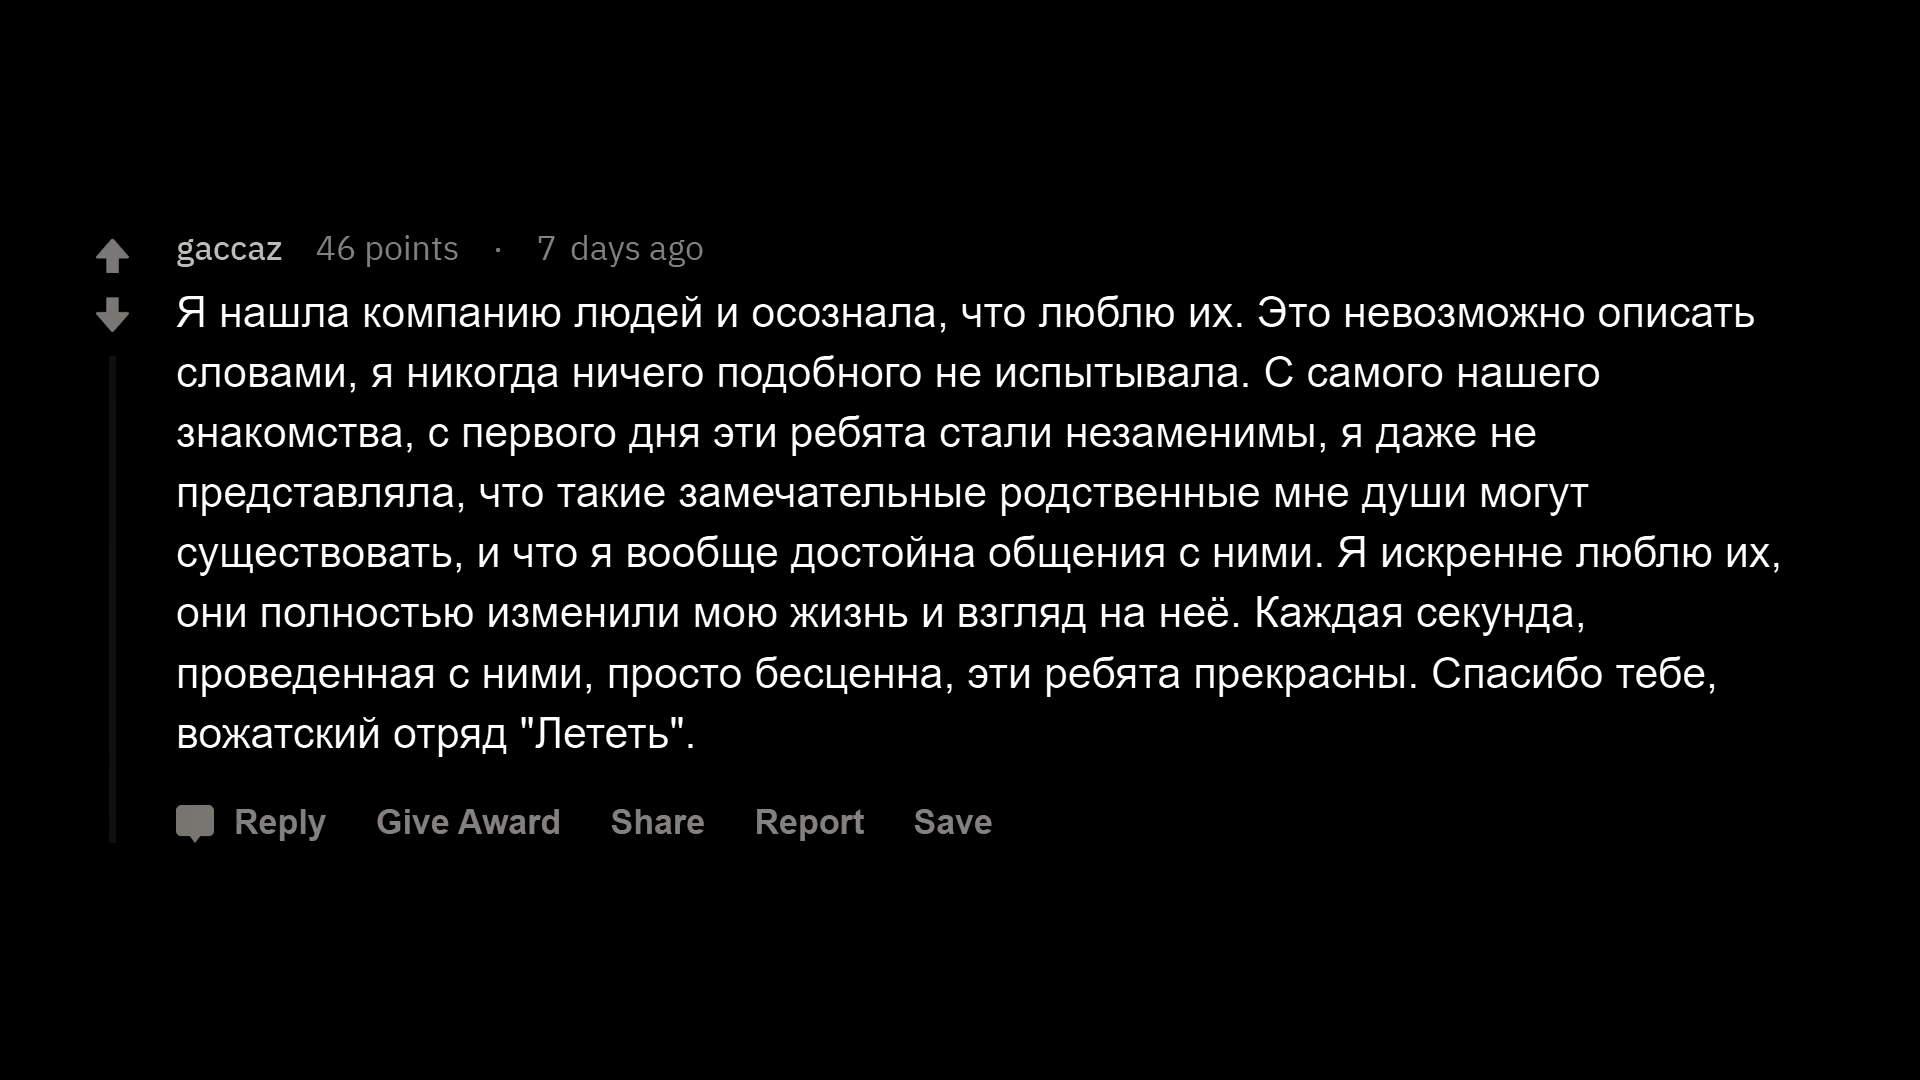 gaccaz 46 points · 7 days ago
Я нашла компанию людей и осознала, что люблю их. Это невозможно описать
словами, я никогда ничего подобного не испытывала. С самого нашего
знакомства, с первого дня эти ребята стали незаменимы, я даже не
представляла, что такие замечательные родственные мне души могут
существовать, и что я вообще достойна общения с ними. Я искренне люблю их,
они полностью изменили мою жизнь и взгляд на неё. Каждая секунда,
проведенная с ними, просто бесценна, эти ребята прекрасны. Спасибо тебе,
вожатский отряд "Лететь".
Reply Give Award Share Report Save